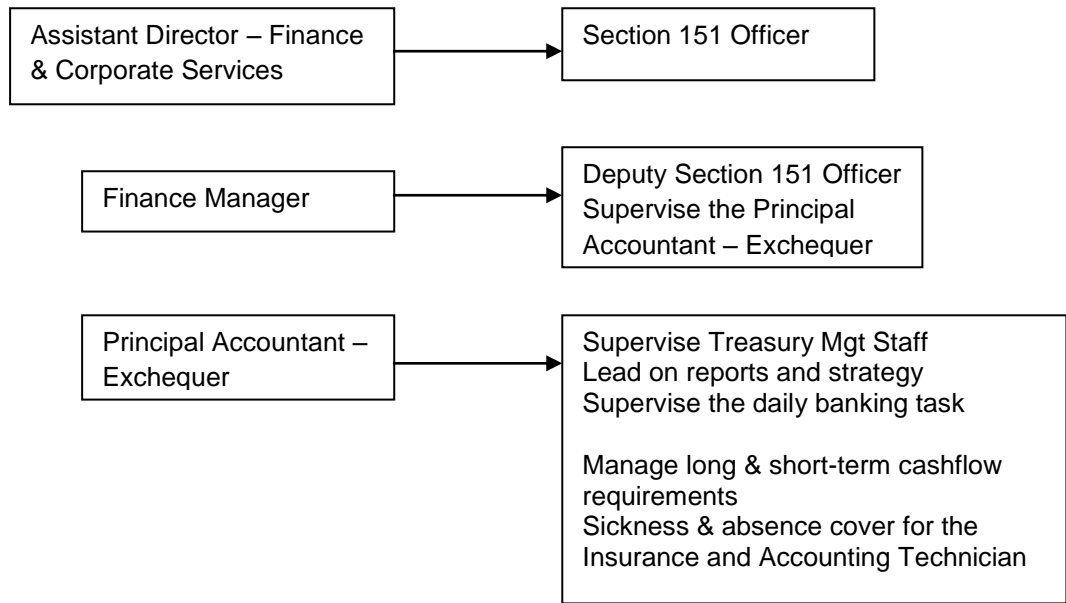 Assistant Director – Finance
& Corporate Services
Section 151 Officer
Finance Manager
Deputy Section 151 Officer
Supervise the Principal
Accountant – Exchequer
Principal Accountant –
Exchequer
Supervise Treasury Mgt Staff
Lead on reports and strategy
Supervise the daily banking task
Manage long & short-term cashflow
requirements
Sickness & absence cover for the
Insurance and Accounting Technician